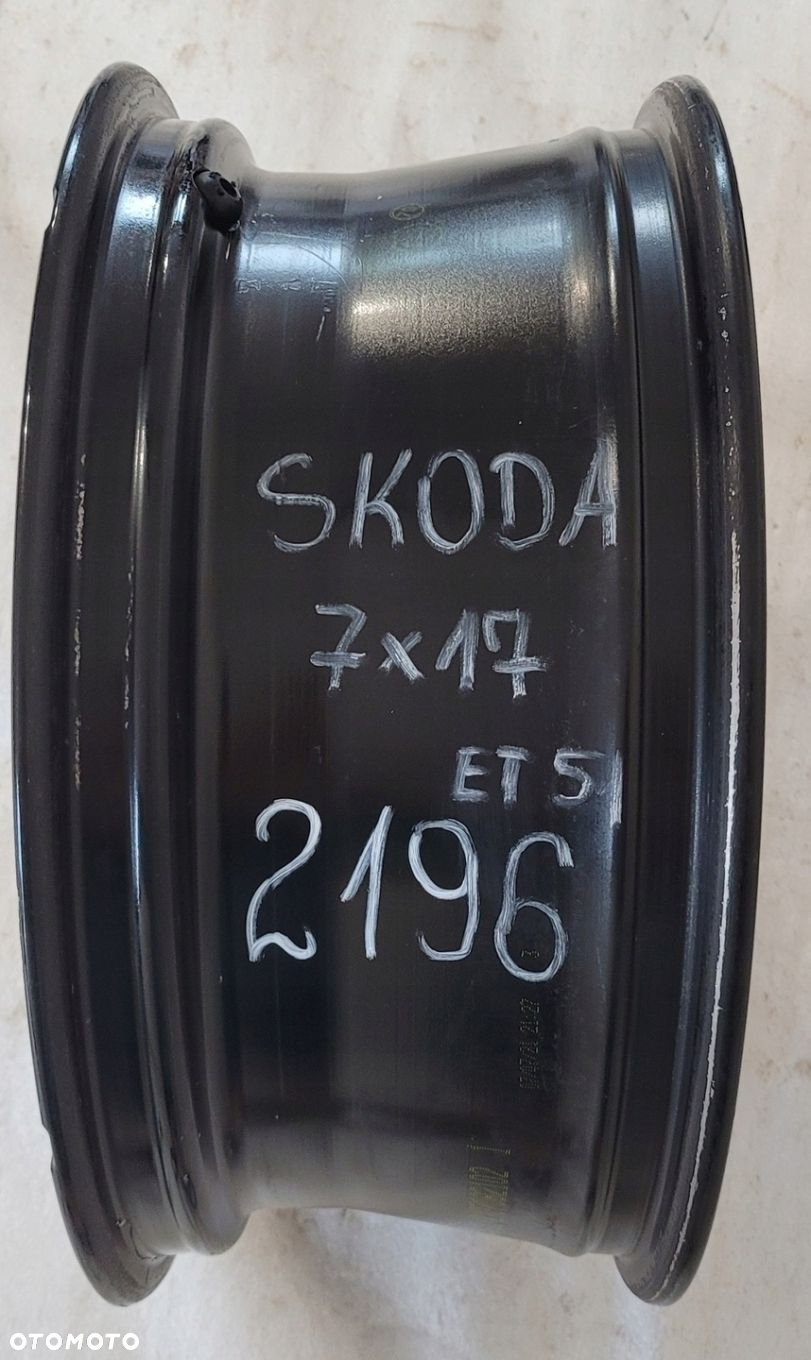 SKODA
7x17
ET 51
2196
OTOMOTO